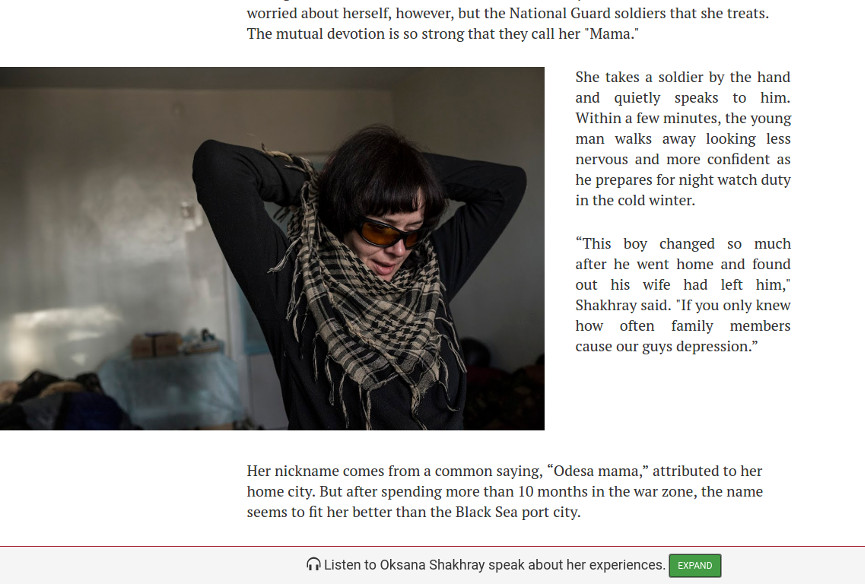 worried about herself, however, but the National Guard soldiers that she treats.
The mutual devotion is so strong that they call her "Mama."
She takes a soldier by the hand
and quietly speaks to him.
Within a few minutes, the young
man walks away looking less
nervous and more confident as
he prepares for night watch duty
in the cold winter.
“This boy changed so much
after he went home and found
out his wife had left him,"
Shakhray said. "If you only knew
how often family members
cause our guys depression.”
Her nickname comes from a common saying, “Odesa mama,” attributed to her
home city. But after spending more than 10 months in the war zone, the name
seems to fit her better than the Black Sea port city.
Listen to Oksana Shakhray speak about her experiences. EXPAND